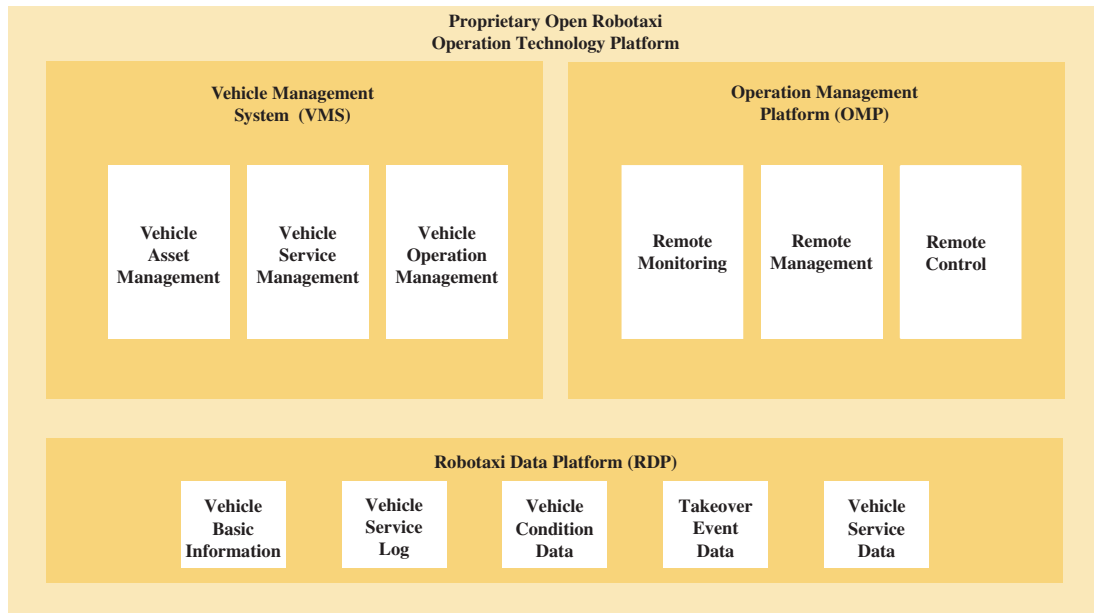 Proprietary Open Robotaxi
Operation Technology Platform
Vehicle Management
System (VMS)
Vehicle
Asset
Management
Vehicle
Service
Management
Vehicle
Operation
Management
Operation Management
Platform (OMP)
Remote
Monitoring
Remote
Management
Remote
Control
Robotaxi Data Platform (RDP)
Vehicle
Basic
Information
Vehicle
Service
Log
Vehicle
Condition
Data
Takeover
Event
Data
Vehicle
Service
Data